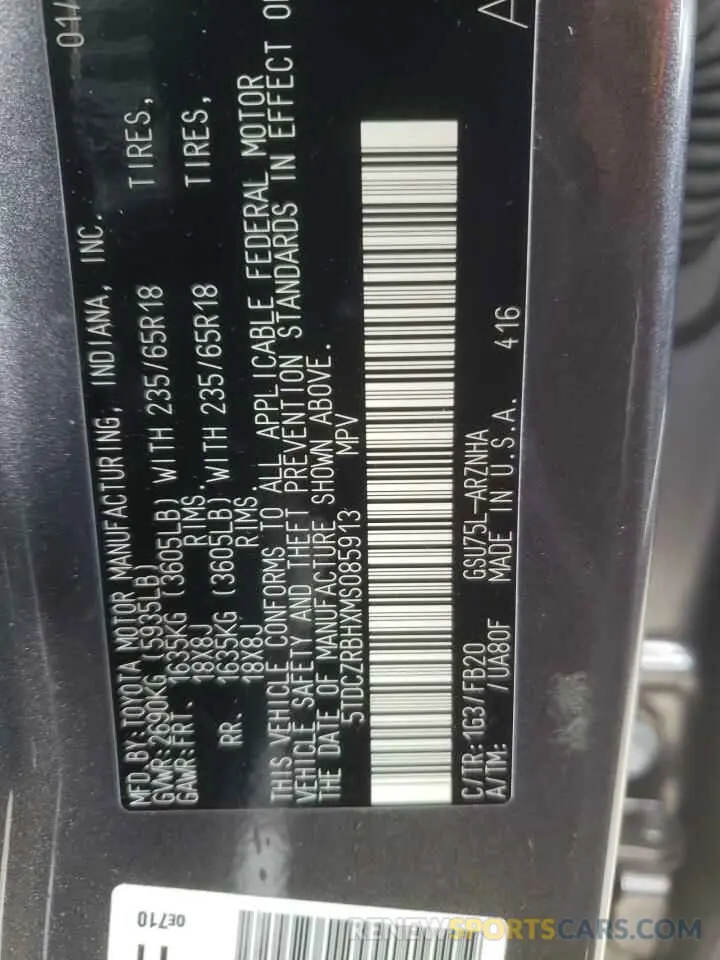 01/
MFD. BY: TOYOTA MOTOR MANUFACTURING, INDIANA, INC.
GVWR: 2690KG (5935LB)
GAWR: FRT. 1635KG (3605LB) WITH 235/65R18 TIRES,
18X8J RIMS.
RR. 1635KG (3605LB) WITH 235/65R18 TIRES,
18X8J RIMS.
THIS VEHICLE CONFORMS TO ALL APPLICABLE FEDERAL MOTOR
VEHICLE SAFETY AND THEFT PREVENTION STANDARDS IN EFFECT O
THE DATE OF MANUFACTURE SHOWN ABOVE.
5TDCZRBHXMS085913 MPV
C/TR: 1G3/FB20 GSU75L-ARZNHA
A/TM: /UA80F MADE IN U.S.A. 416
A
0E710
RENEWSPORTSCARS.COM